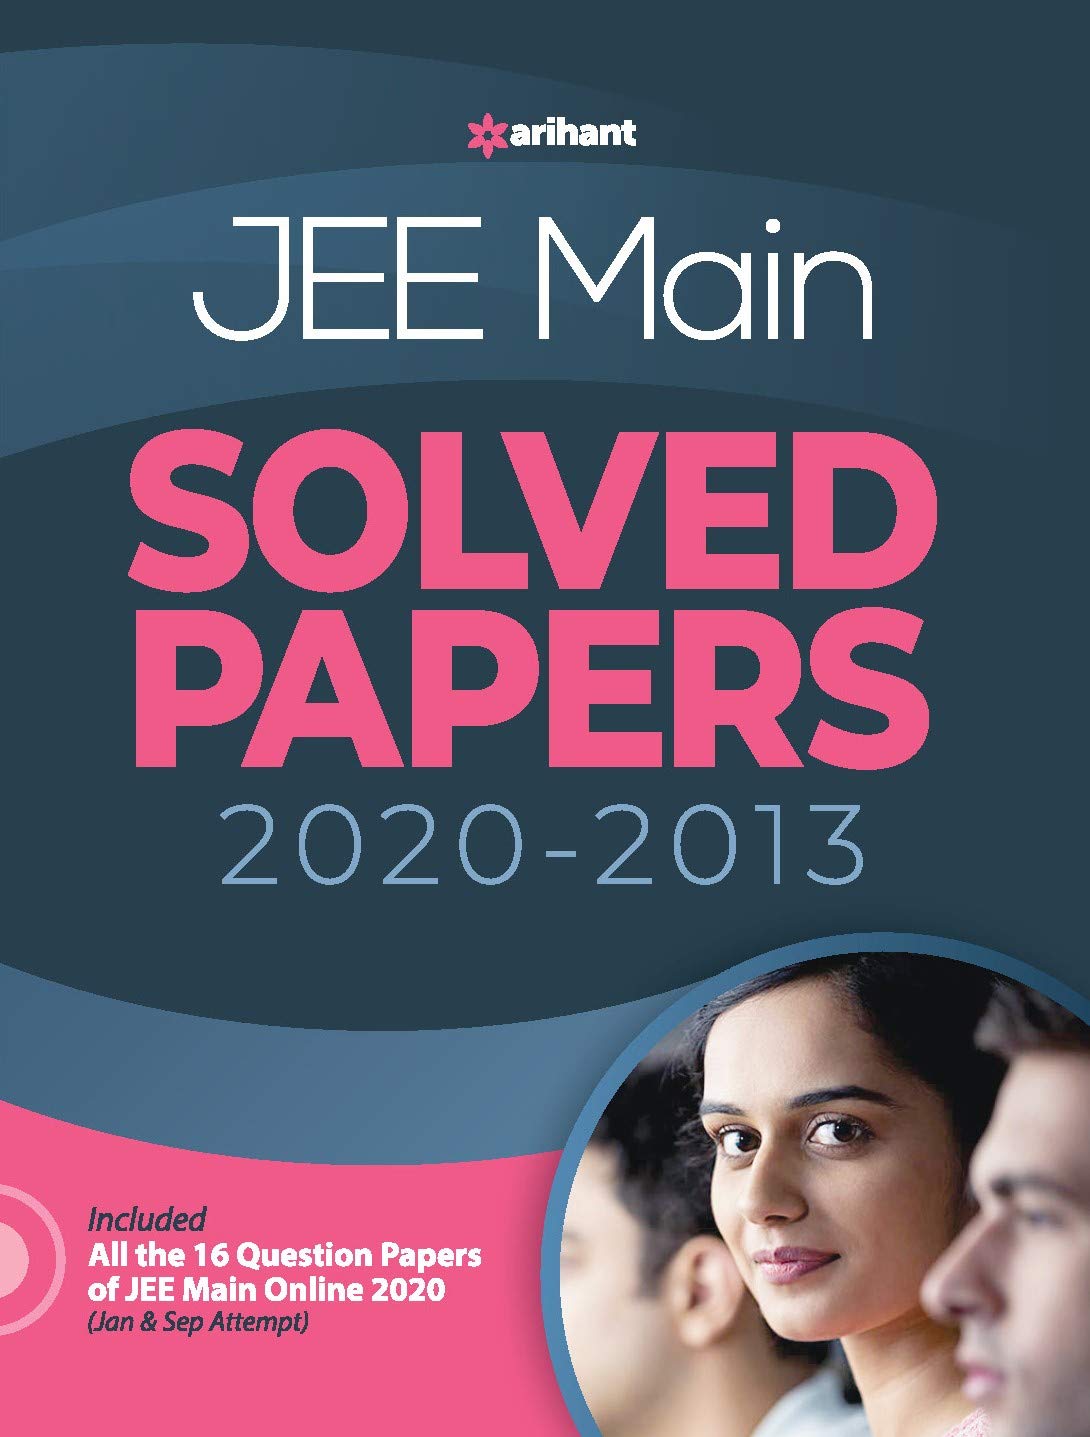 arihant
JEE Main
SOLVED
PAPERS
2020-2013
Included
All the 16 Question Papers
of JEE Main Online 2020
(Jan & Sep Attempt)